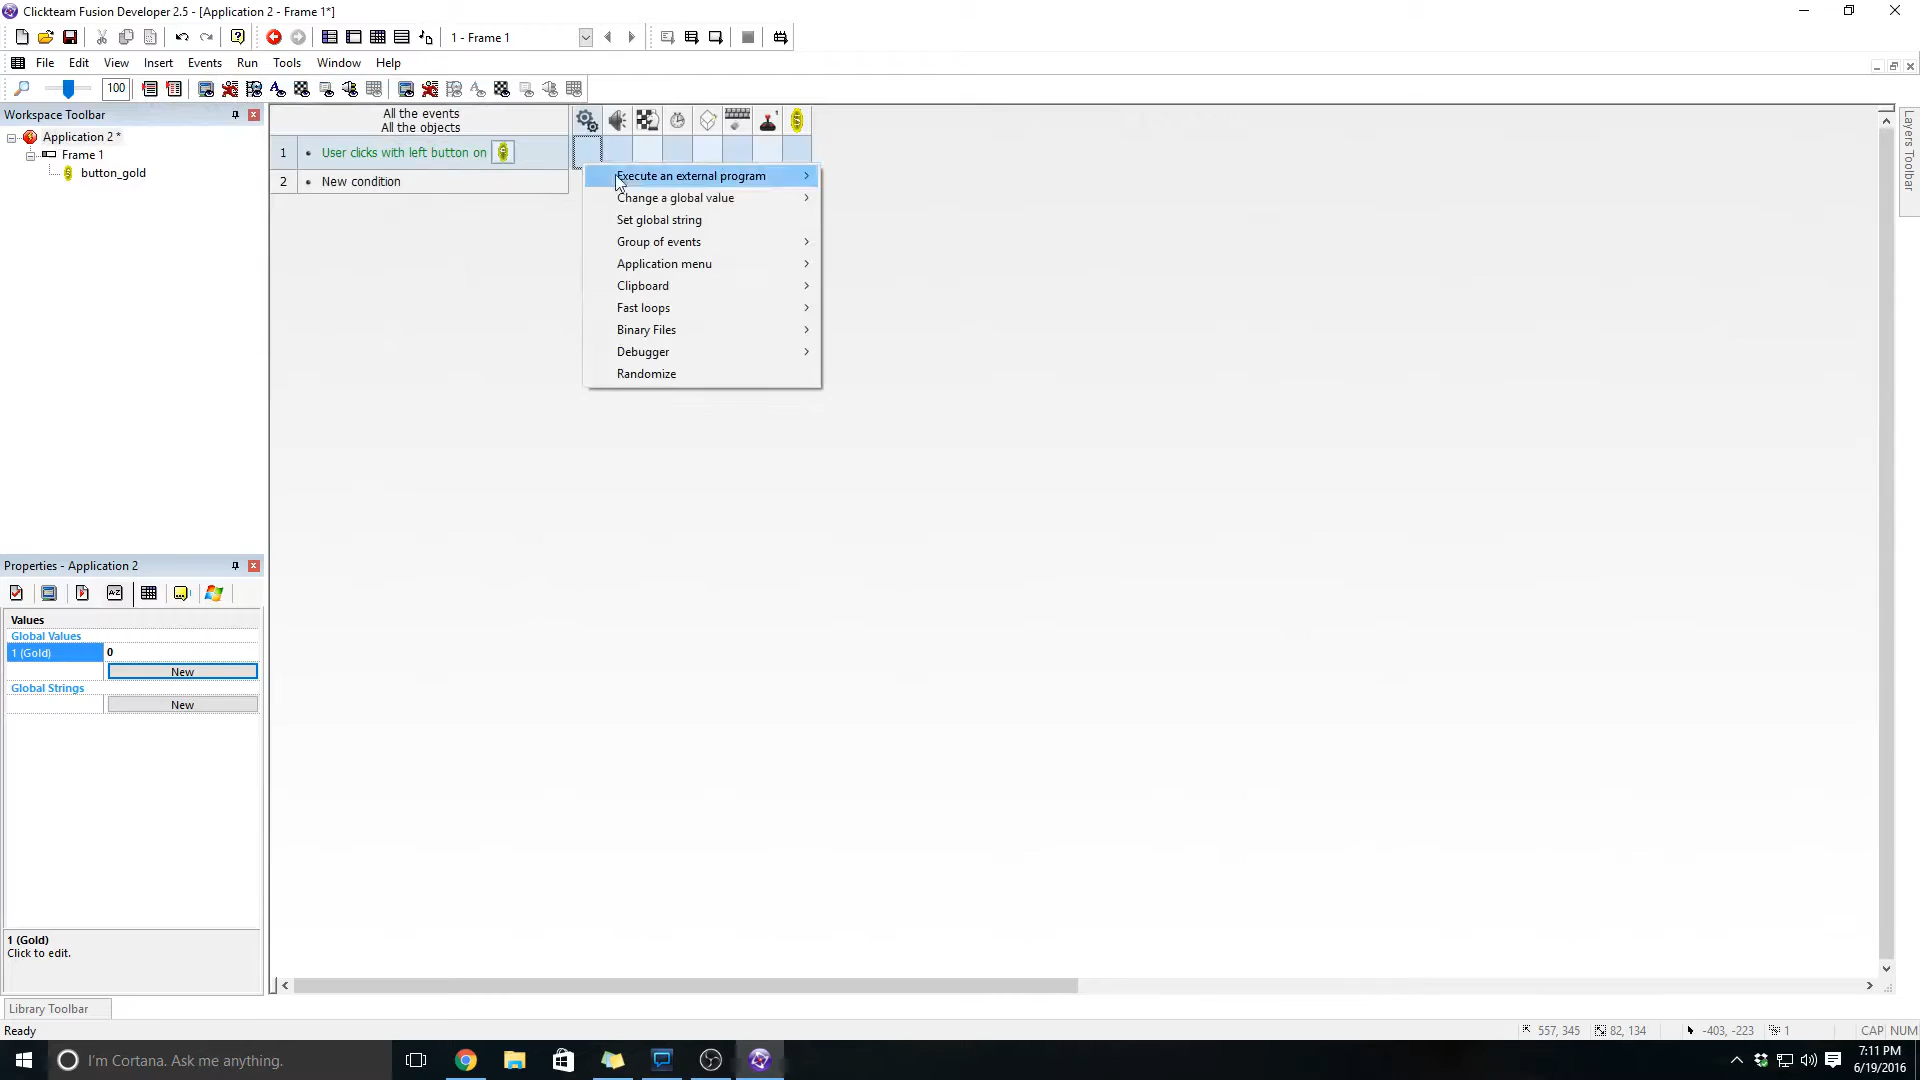 Clickteam Fusion Developer 2.5 - [Application 2 - Frame 1*]
1 - Frame 1
File Edit View Insert Events Run Tools Window Help
100
Workspace Toolbar
Application 2 *
Frame 1
button_gold
All the events
All the objects
1 • User clicks with left button on
2 • New condition
Execute an external program
Change a global value
Set global string
Group of events
Application menu
Clipboard
Fast loops
Binary Files
Debugger
Randomize
Layers Toolbar
Properties - Application 2
Values
Global Values
1 (Gold) 0
New
Global Strings
New
1 (Gold)
Click to edit.
Library Toolbar
Ready
557, 345 82, 134 -403, -223 1 CAP NUM
I'm Cortana. Ask me anything.
7:11 PM
6/19/2016